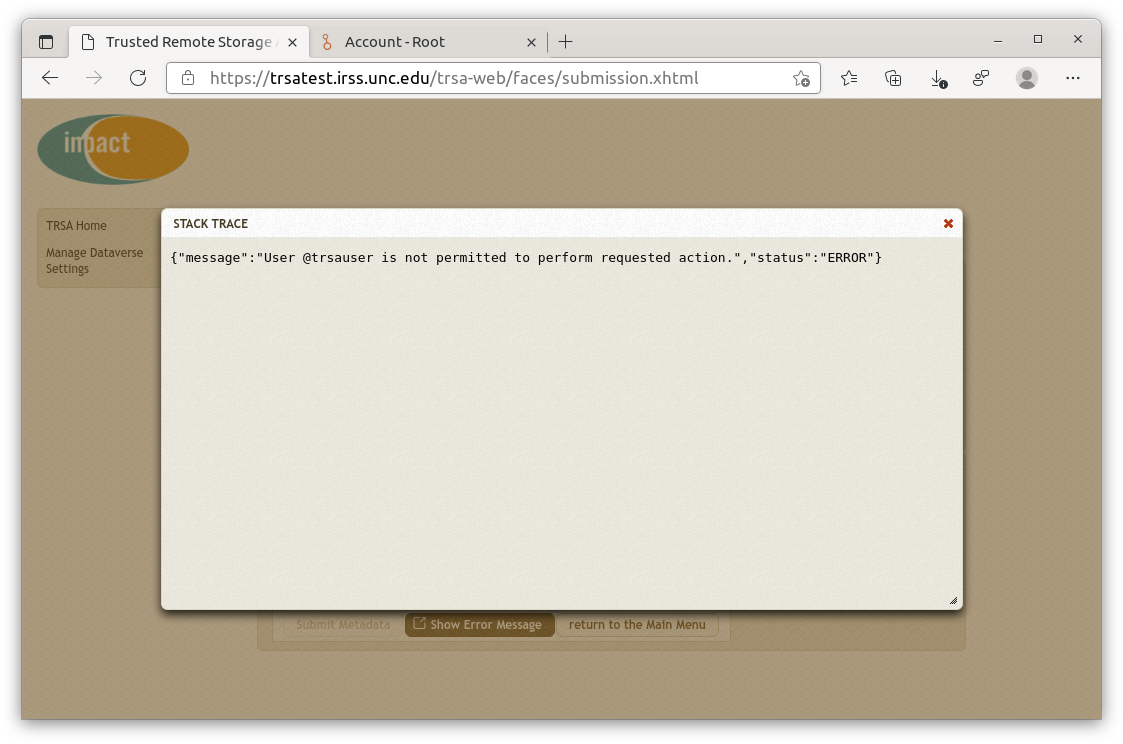 Trusted Remote Storage
Account - Root
https://trsatest.irss.unc.edu/trsa-web/faces/submission.xhtml
impact
TRSA Home
Manage Dataverse
Settings
STACK TRACE
{"message":"User @trsauser is not permitted to perform requested action.","status":"ERROR"}
Submit Metadata
Show Error Message
return to the Main Menu